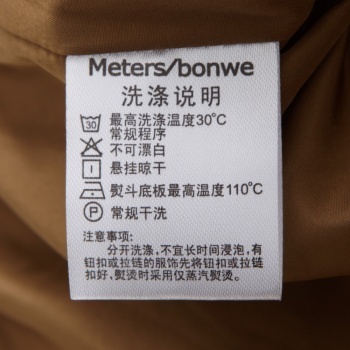 Meters/bonwe
洗涤说明
30 最高洗涤温度30°C
常规程序
不可漂白
悬挂晾干
熨斗底板最高温度110°C
P 常规干洗
注意事项:
分开洗涤, 不宜长时间浸泡, 有
钮扣或拉链的服饰先将钮扣或拉链
扣好, 熨烫时采用仅蒸汽熨烫。